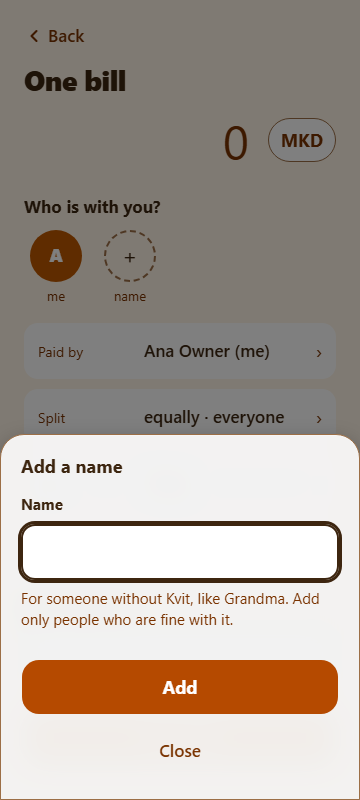 Back
One bill
0 MKD
Who is with you?
A +
me name
Paid by Ana Owner (me) ›
Split equally · everyone ›
Add a name
Name
For someone without Kvit, like Grandma. Add
only people who are fine with it.
Add
Close